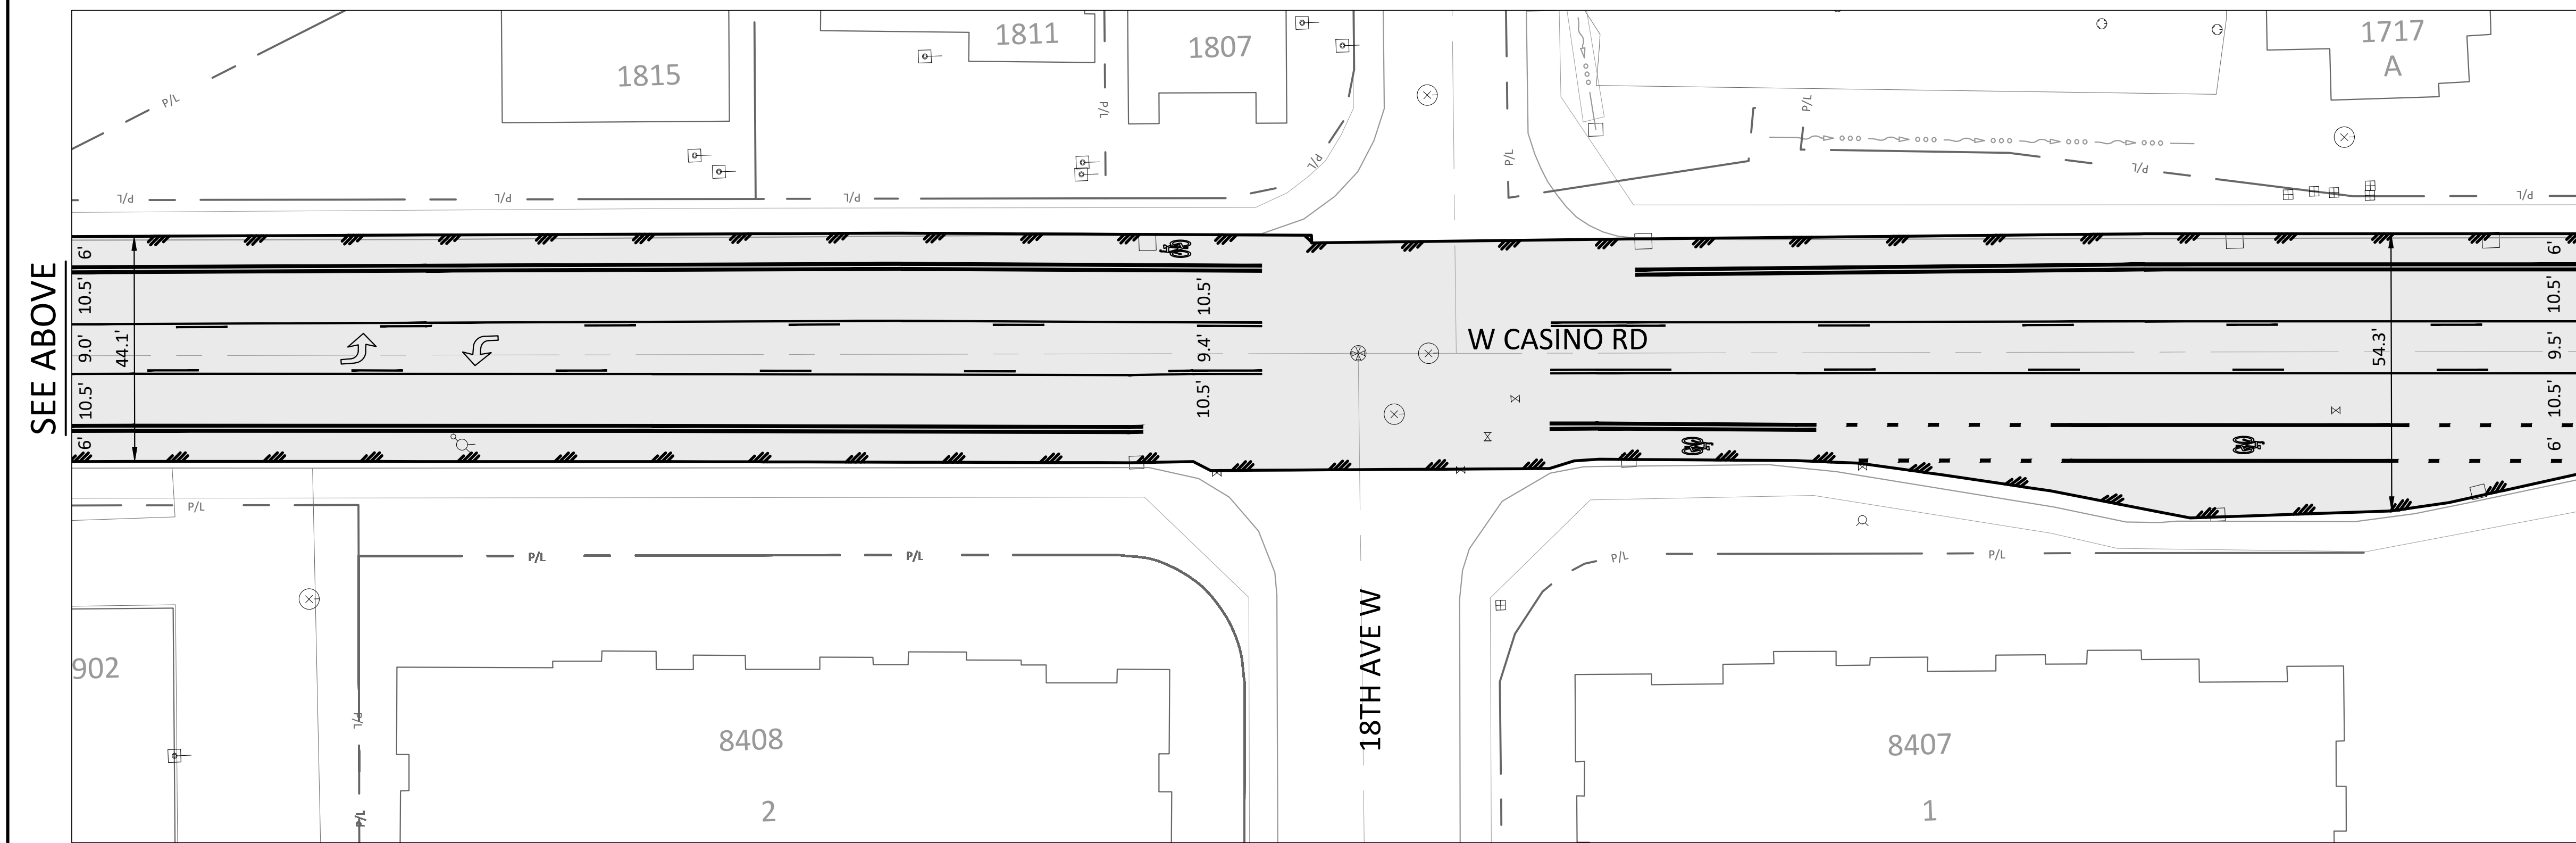 1815
1811
1807
1717
A
P/L
P/L
P/L
P/L
P/L
P/L
P/L
P/L
P/L
P/L
P/L
SEE ABOVE
6'
10.5'
9.0'
10.5'
6'
44.1'
10.5'
9.4'
10.5'
W CASINO RD
54.3'
6'
10.5'
9.5'
10.5'
6'
P/L
P/L
P/L
P/L
P/L
P/L
P/L
902
8408
2
18TH AVE W
8407
1